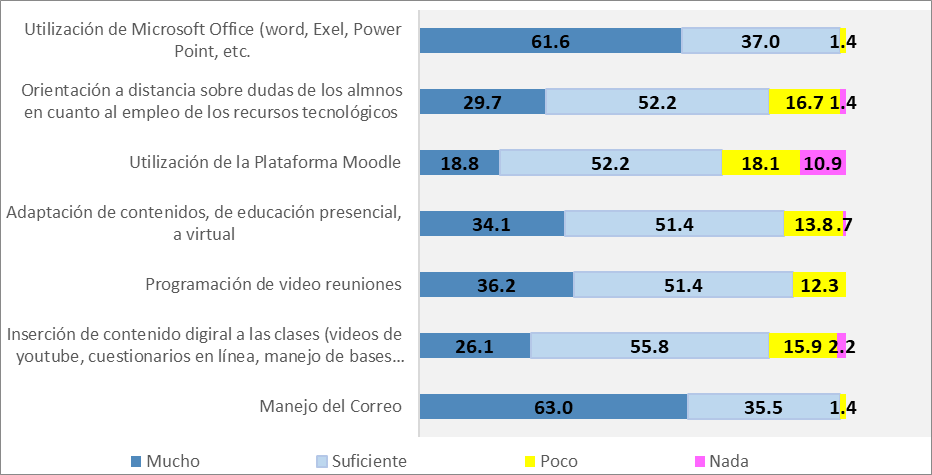 Utilización de Microsoft Office (word, Exel, Power
Point, etc.
61.6 37.0 1.4
Orientación a distancia sobre dudas de los almnos
en cuanto al empleo de los recursos tecnológicos
29.7 52.2 16.7 1.4
Utilización de la Plataforma Moodle
18.8 52.2 18.1 10.9
Adaptación de contenidos, de educación presencial,
a virtual
34.1 51.4 13.8 .7
Programación de video reuniones
36.2 51.4 12.3
Inserción de contenido digiral a las clases (videos de
youtube, cuestionarios en línea, manejo de bases...
26.1 55.8 15.9 2.2
Manejo del Correo
63.0 35.5 1.4
Mucho Suficiente Poco Nada